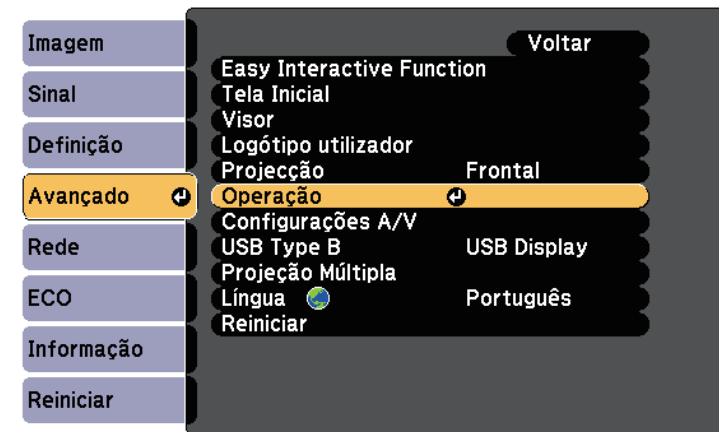 Imagem
Sinal
Definição
Avançado
Rede
ECO
Informação
Reiniciar
Voltar
Easy Interactive Function
Tela Inicial
Visor
Logótipo utilizador
Projecção Frontal
Operação
Configurações A/V
USB Type B USB Display
Projeção Múltipla
Língua Português
Reiniciar